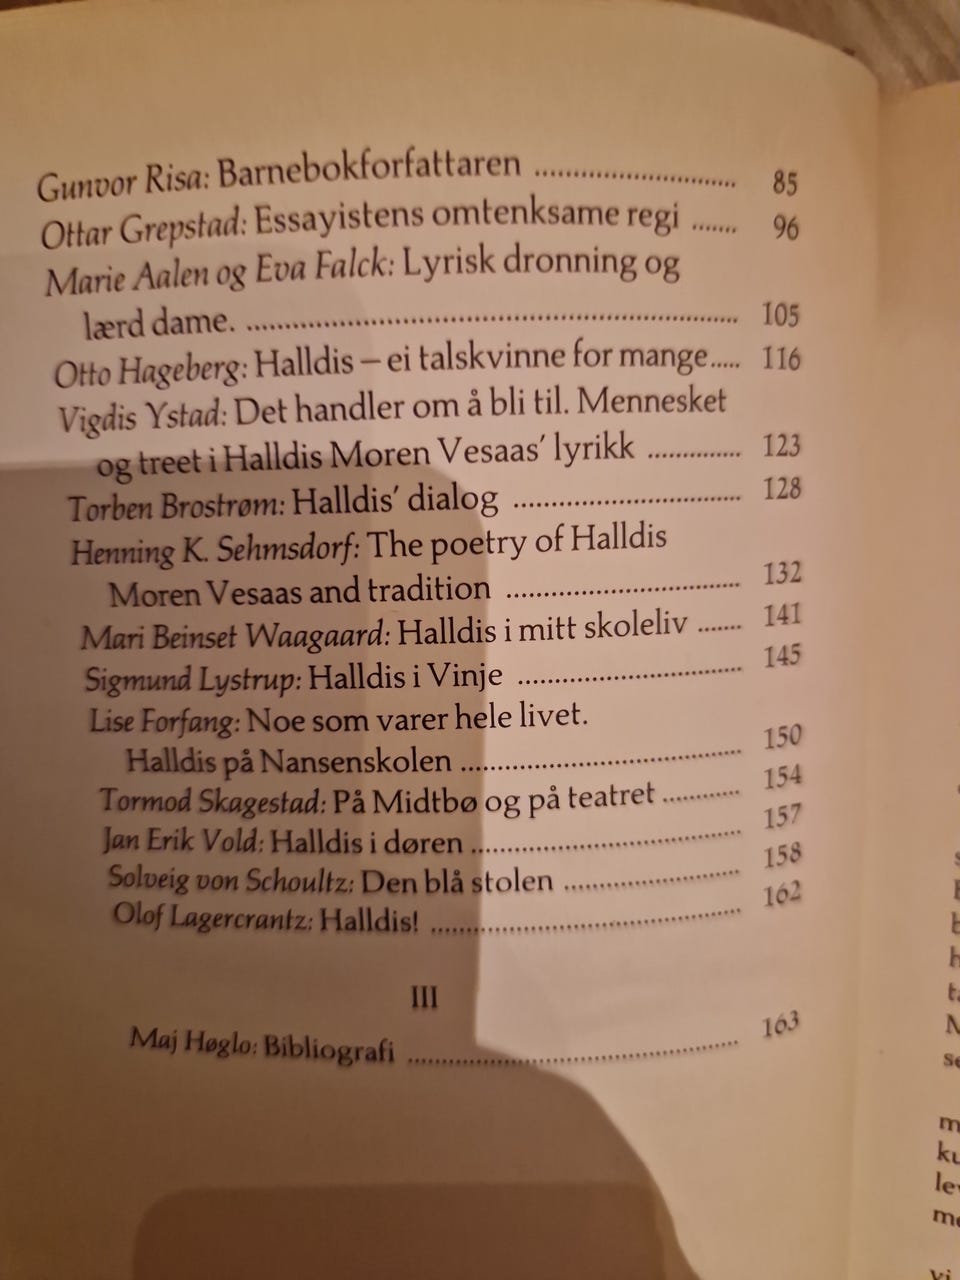 Gunvor Risa: Barnebokforfattaren ............................ 85
Ottar Grepstad: Essayistens omtenksame regi ....... 96
Marie Aalen og Eva Falck: Lyrisk dronning og
lærd dame. ................................................................ 105
Otto Hageberg: Halldis – ei talskvinne for mange..... 116
Vigdis Ystad: Det handler om å bli til. Mennesket
og treet i Halldis Moren Vesaas' lyrikk .............. 123
Torben Brostrøm: Halldis' dialog ................................ 128
Henning K. Sehmsdorf: The poetry of Halldis
Moren Vesaas and tradition ................................. 132
Mari Beinset Waagaard: Halldis i mitt skoleliv ....... 141
Sigmund Lystrup: Halldis i Vinje ............................... 145
Lise Forfang: Noe som varer hele livet.
Halldis på Nansenskolen ....................................... 150
Tormod Skagestad: På Midtbø og på teatret ............ 154
Jan Erik Vold: Halldis i døren ...................................... 157
Solveig von Schoultz: Den blå stolen ......................... 158
Olof Lagercrantz: Halldis! ............................................ 162
III
Maj Høglo: Bibliografi ............................................... 163